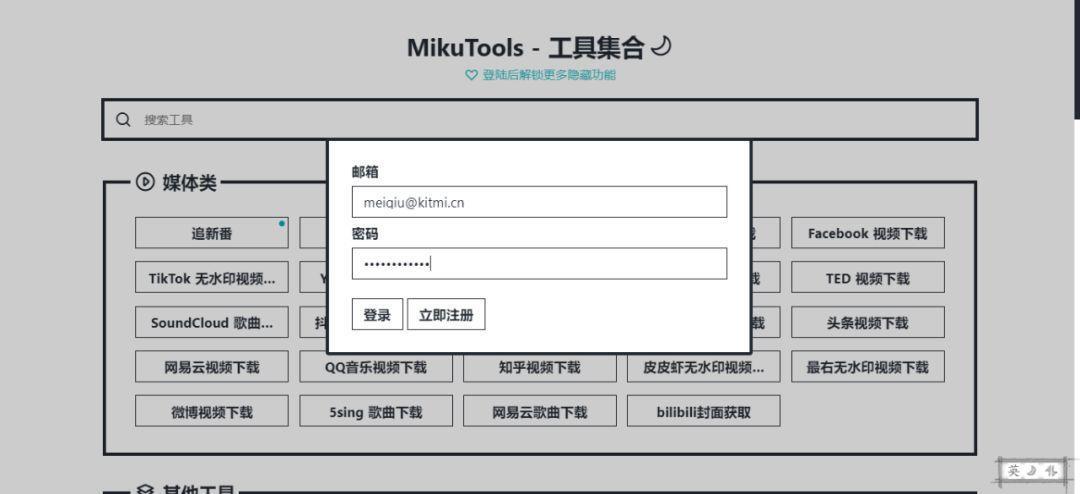 MikuTools - 工具集合
登陆后解锁更多隐藏功能
搜索工具
邮箱
meiqiu@kitmi.cn
密码
••••••••••••
登录 立即注册
媒体类
追新番 Facebook 视频下载
TikTok 无水印视频... 载 TED 视频下载
SoundCloud 歌曲... 载 头条视频下载
网易云视频下载 QQ音乐视频下载 知乎视频下载 皮皮虾无水印视频... 最右无水印视频下载
微博视频下载 5sing 歌曲下载 网易云歌曲下载 bilibili封面获取
其他工具
英